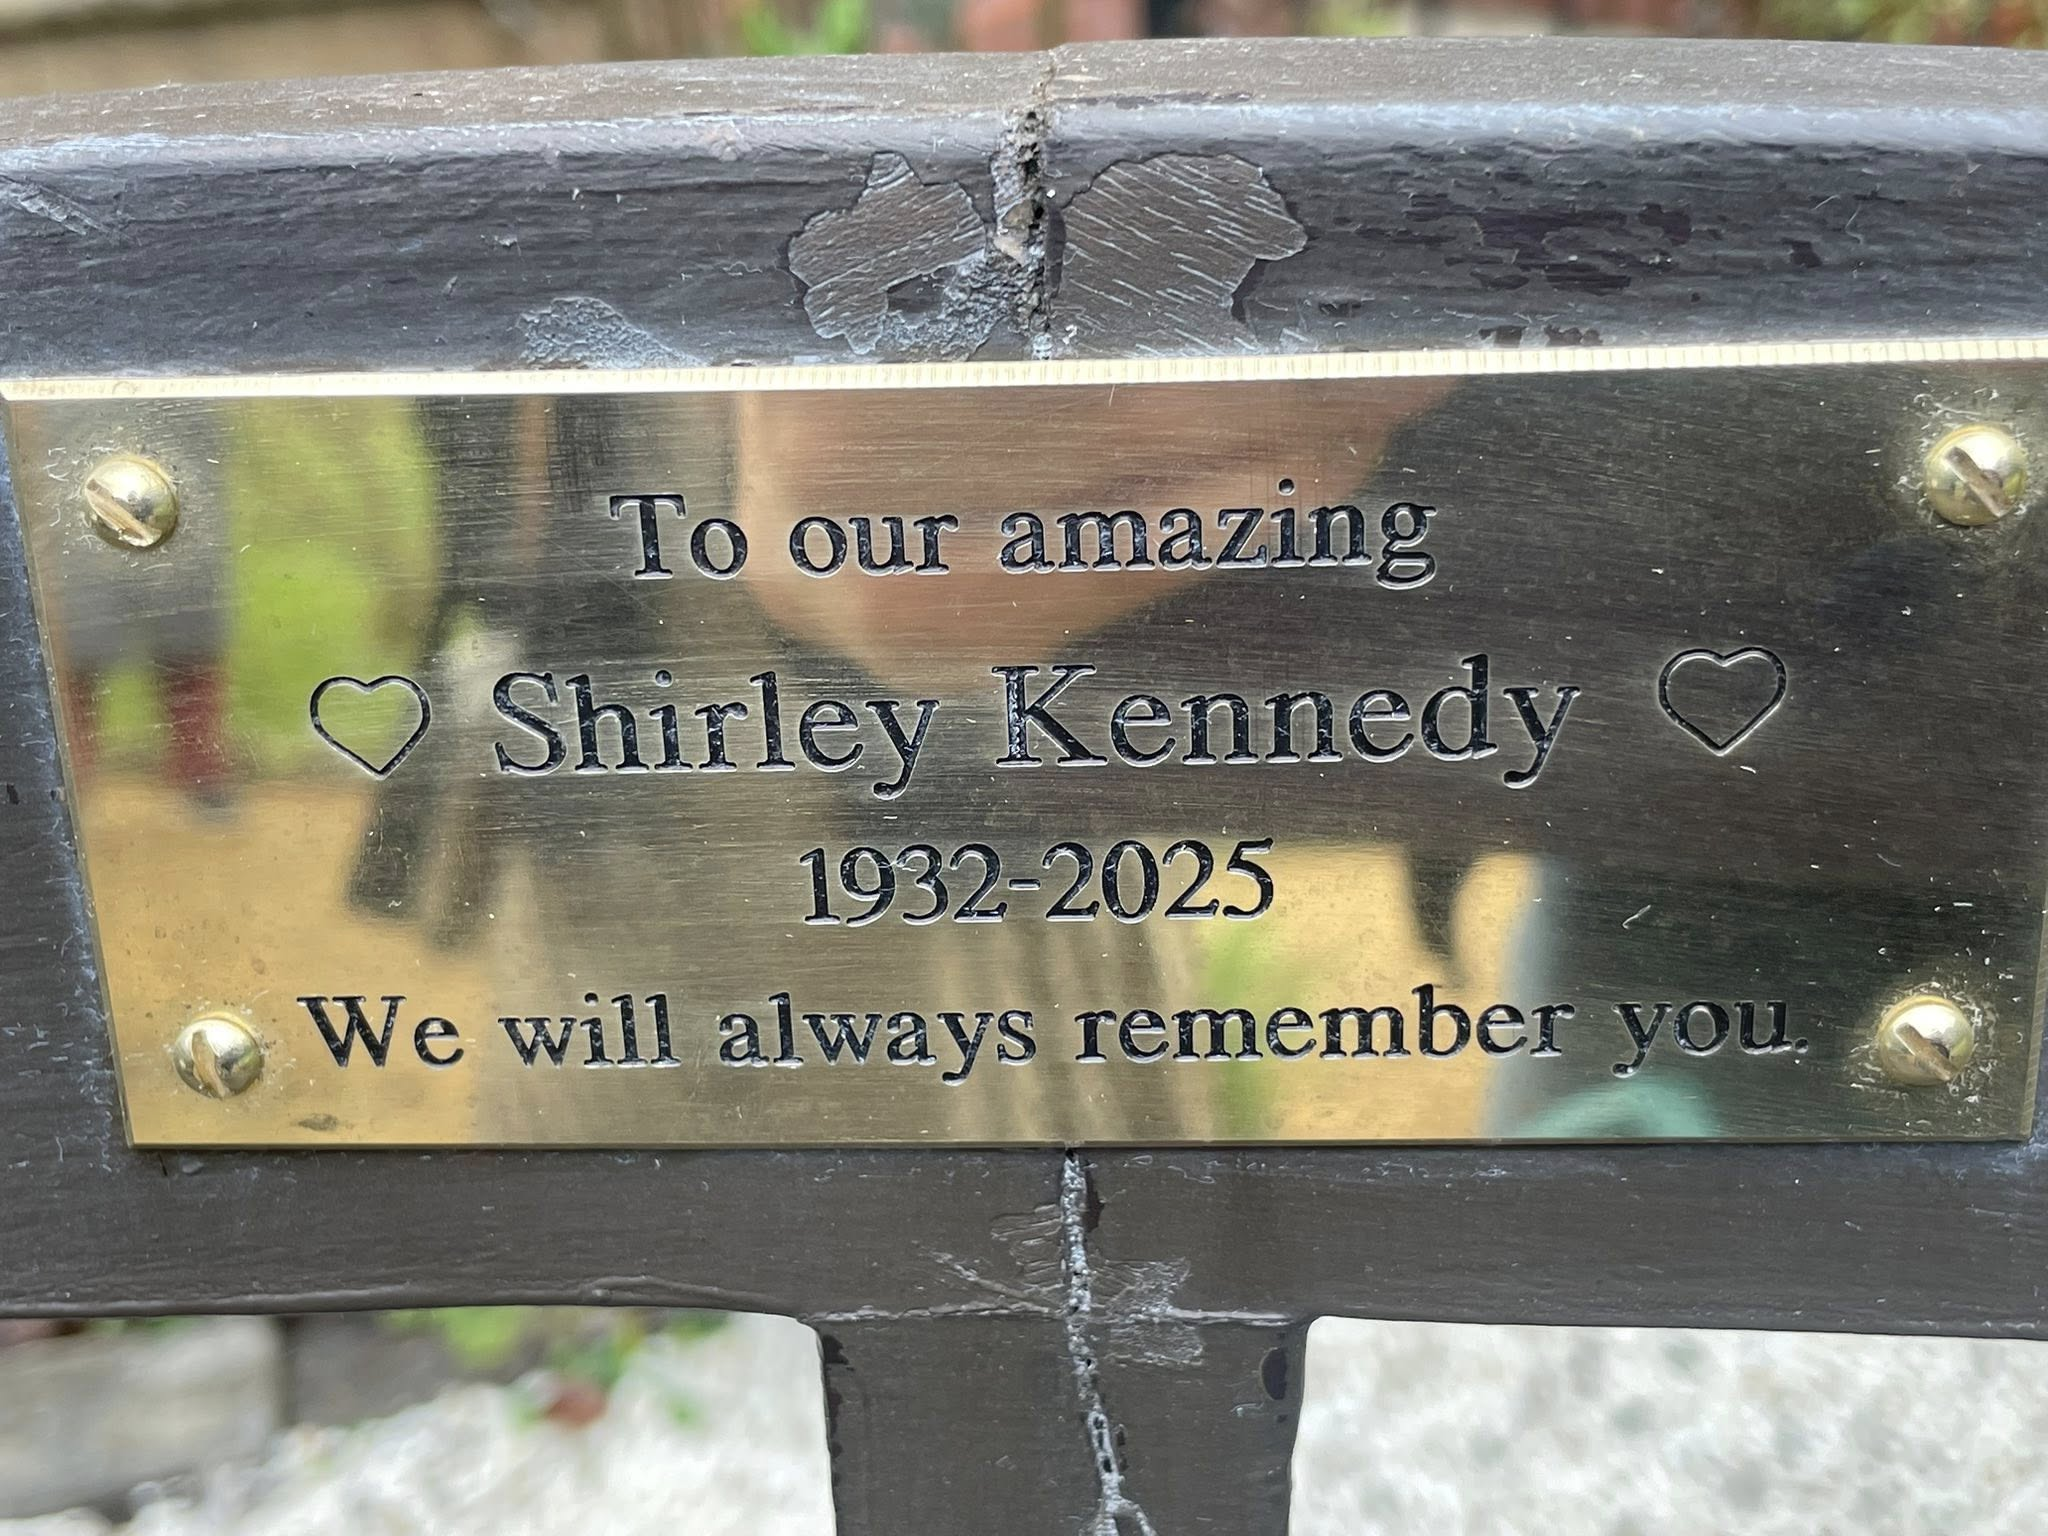 To our amazing
♡ Shirley Kennedy ♡
1932-2025
We will always remember you.